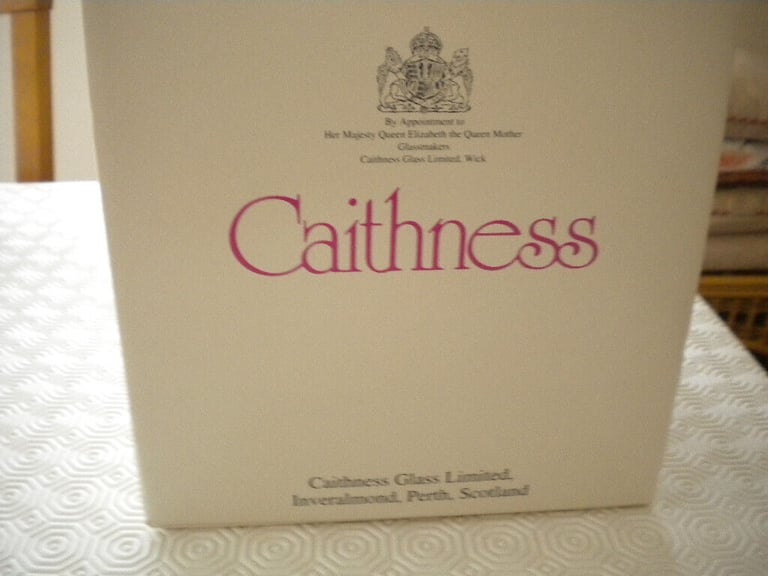 By Appointment to
Her Majesty Queen Elizabeth the Queen Mother
Glassmakers
Caithness Glass Limited, Wick
Caithness
Caithness Glass Limited,
Inveralmond, Perth, Scotland